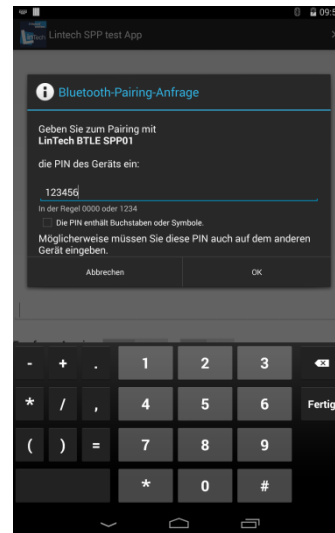 09:5
Lintech SPP test App
Bluetooth-Pairing-Anfrage
Geben Sie zum Pairing mit
LinTech BTLE SPP01
die PIN des Geräts ein:
123456
In der Regel 0000 oder 1234
Die PIN enthält Buchstaben oder Symbole.
Möglicherweise müssen Sie diese PIN auch auf dem anderen
Gerät eingeben.
Abbrechen OK
- + . 1 2 3
* / , 4 5 6 Fertig
( ) = 7 8 9
* 0 #